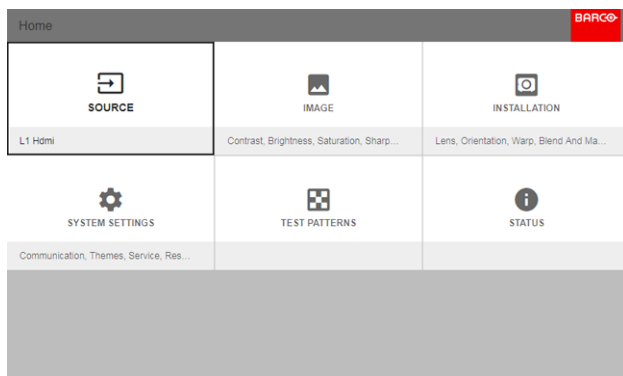 Home
BARCO
SOURCE
IMAGE
INSTALLATION
L1 Hdmi
Contrast, Brightness, Saturation, Sharp...
Lens, Orientation, Warp, Blend And Ma...
SYSTEM SETTINGS
TEST PATTERNS
STATUS
Communication, Themes, Service, Res...